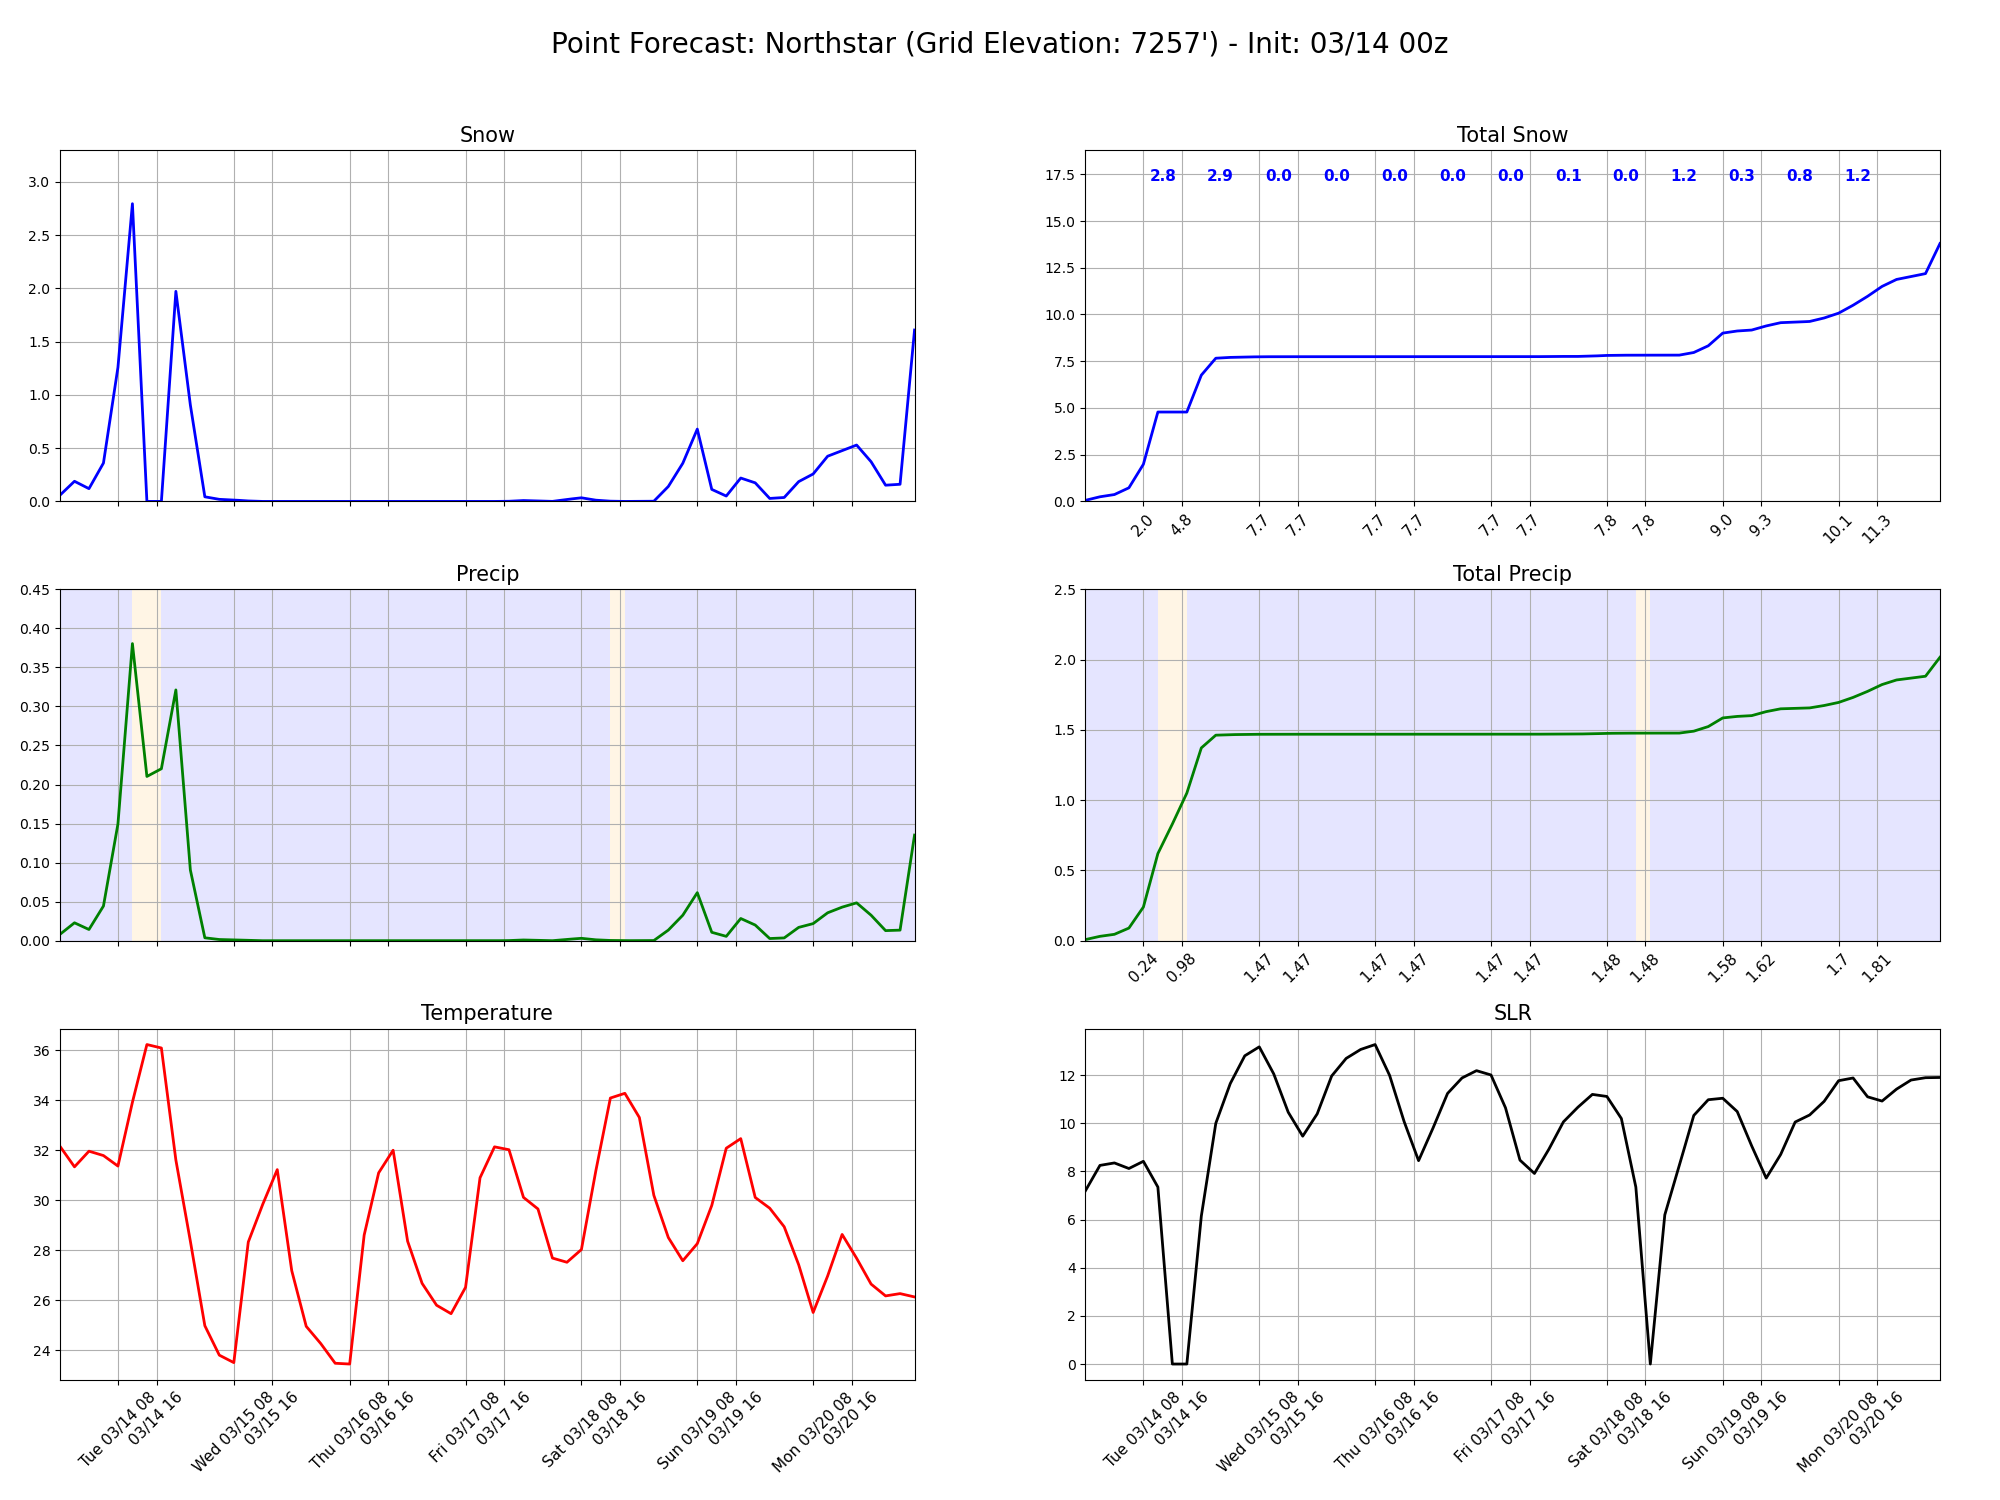 Point Forecast: Northstar (Grid Elevation: 7257') - Init: 03/14 00z
Snow
3.0
2.5
2.0
1.5
1.0
0.5
0.0
Total Snow
17.5
15.0
12.5
10.0
7.5
5.0
2.5
0.0
2.8 2.9 0.0 0.0 0.0 0.0 0.0 0.1 0.0 1.2 0.3 0.8 1.2
2.0 4.8 7.7 7.7 7.7 7.7 7.7 7.7 7.8 7.8 9.0 9.3 10.1 11.3
Precip
0.45
0.40
0.35
0.30
0.25
0.20
0.15
0.10
0.05
0.00
Total Precip
2.5
2.0
1.5
1.0
0.5
0.0
0.24 0.98 1.47 1.47 1.47 1.47 1.47 1.47 1.48 1.48 1.58 1.62 1.7 1.81
Temperature
36
34
32
30
28
26
24
Tue 03/14 08
03/14 16
Wed 03/15 08
03/15 16
Thu 03/16 08
03/16 16
Fri 03/17 08
03/17 16
Sat 03/18 08
03/18 16
Sun 03/19 08
03/19 16
Mon 03/20 08
03/20 16
SLR
12
10
8
6
4
2
0
Tue 03/14 08
03/14 16
Wed 03/15 08
03/15 16
Thu 03/16 08
03/16 16
Fri 03/17 08
03/17 16
Sat 03/18 08
03/18 16
Sun 03/19 08
03/19 16
Mon 03/20 08
03/20 16